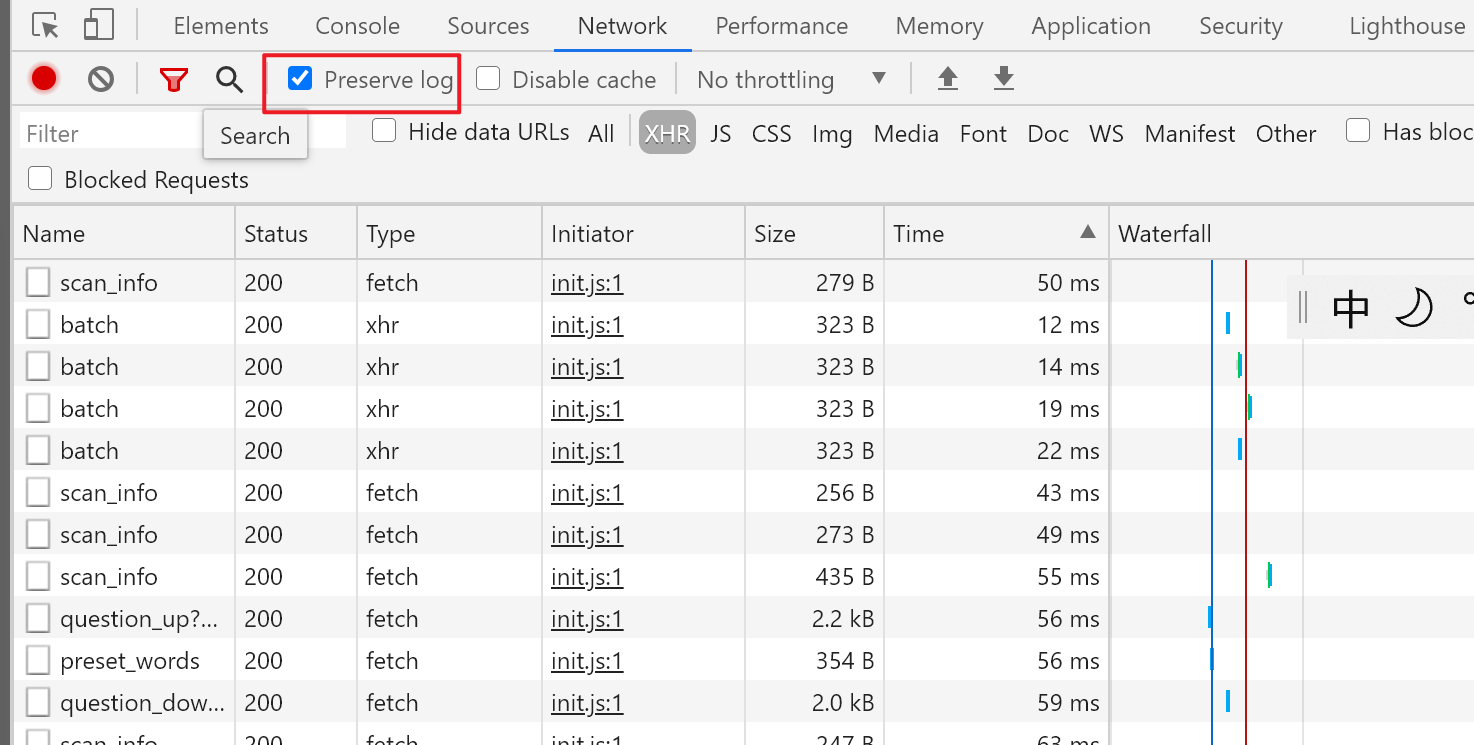 Elements Console Sources Network Performance Memory Application Security Lighthouse
Preserve log Disable cache No throttling
Filter Search Hide data URLs All XHR JS CSS Img Media Font Doc WS Manifest Other Has bloc
Blocked Requests
Name Status Type Initiator Size Time Waterfall
scan_info 200 fetch init.js:1 279 B 50 ms
中
batch 200 xhr init.js:1 323 B 12 ms
batch 200 xhr init.js:1 323 B 14 ms
batch 200 xhr init.js:1 323 B 19 ms
batch 200 xhr init.js:1 323 B 22 ms
scan_info 200 fetch init.js:1 256 B 43 ms
scan_info 200 fetch init.js:1 273 B 49 ms
scan_info 200 fetch init.js:1 435 B 55 ms
question_up?... 200 fetch init.js:1 2.2 kB 56 ms
preset_words 200 fetch init.js:1 354 B 56 ms
question_dow... 200 fetch init.js:1 2.0 kB 59 ms
scan_info 200 fetch init.js:1 247 B 63 ms